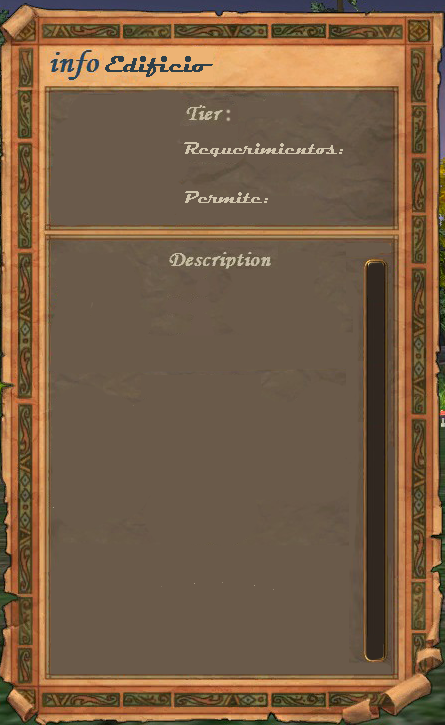 info Edificio
Tier:
Requerimientos:
Permite:
Description